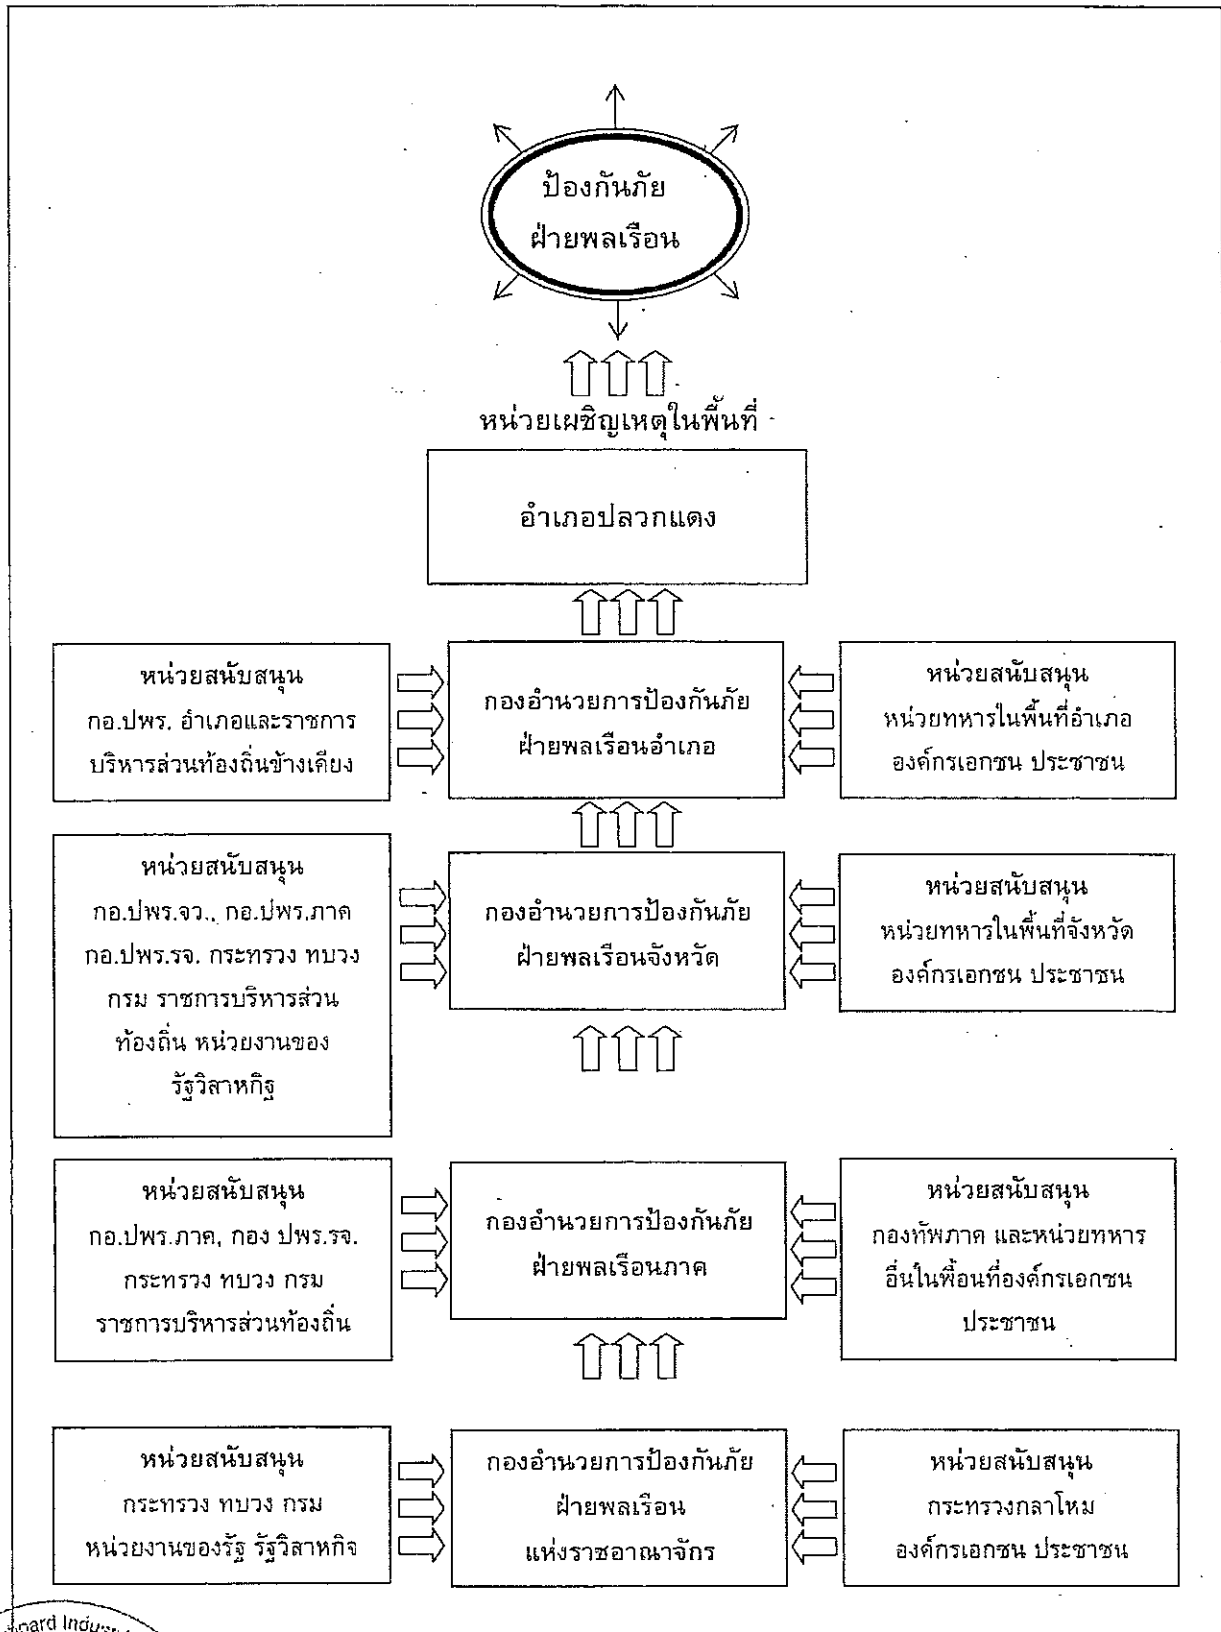 ป้องกันภัย
ฝ่ายพลเรือน
หน่วยเผชิญเหตุในพื้นที่
อำเภอปลวกแดง
หน่วยสนับสนุน
กอ.ปพร. อำเภอและราชการ
บริหารส่วนท้องถิ่นข้างเคียง
กองอำนวยการป้องกันภัย
ฝ่ายพลเรือนอำเภอ
หน่วยสนับสนุน
หน่วยทหารในพื้นที่อำเภอ
องค์กรเอกชน ประชาชน
หน่วยสนับสนุน
กอ.ปพร.จว., กอ.ปพร.ภาค
กอ.ปพร.รจ. กระทรวง ทบวง
กรม ราชการบริหารส่วน
ท้องถิ่น หน่วยงานของ
รัฐวิสาหกิฐ
กองอำนวยการป้องกันภัย
ฝ่ายพลเรือนจังหวัด
หน่วยสนับสนุน
หน่วยทหารในพื้นที่จังหวัด
องค์กรเอกชน ประชาชน
หน่วยสนับสนุน
กอ.ปพร.ภาค, กอง ปพร.รจ.
กระทรวง ทบวง กรม
ราชการบริหารส่วนท้องถิ่น
กองอำนวยการป้องกันภัย
ฝ่ายพลเรือนภาค
หน่วยสนับสนุน
กองทัพภาค และหน่วยทหาร
อื่นในพื้อนที่องค์กรเอกชน
ประชาชน
หน่วยสนับสนุน
กระทรวง ทบวง กรม
หน่วยงานของรัฐ รัฐวิสาหกิจ
กองอำนวยการป้องกันภัย
ฝ่ายพลเรือน
แห่งราชอาณาจักร
หน่วยสนับสนุน
กระทรวงกลาโหม
องค์กรเอกชน ประชาชน